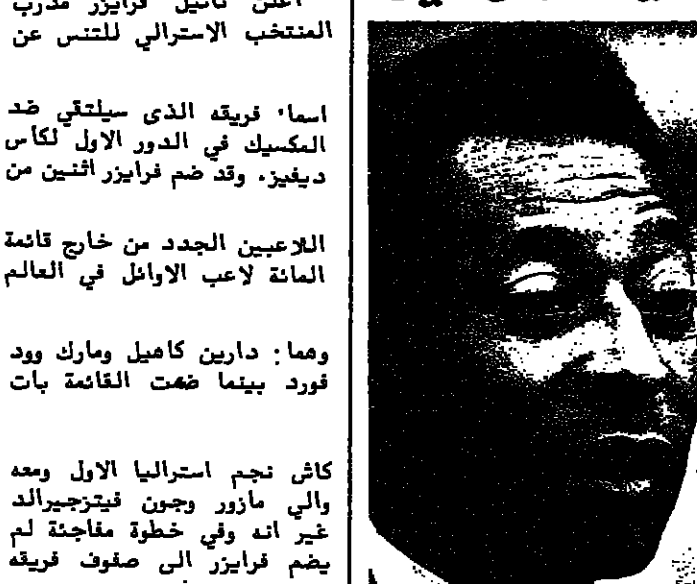 اعلن نائيل فرايزر مدرب
المنتخب الاسترالي للتنس عن
اسماء فريقه الذى سيلتقي ضد
المكسيك في الدور الاول لكأس
ديفيز. وقد ضم فرايزر اثنين من
اللاعبين الجدد من خارج قائمة
المائة لاعب الاوائل في العالم
وهما: دارين كاهيل ومارك وود
فورد بينما ضمت القائمة بات
كاش نجم استراليا الاول ومعه
والي مازور وجون فيتزجيرالد
غير انه وفي خطوة مفاجئة لم
يضم فرايزر الى صفوف فريقه